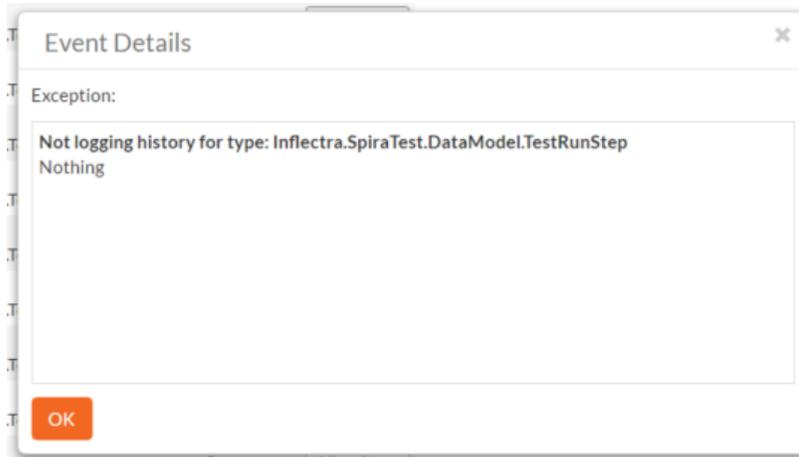 Event Details
Exception:
Not logging history for type: Inflectra.SpiraTest.DataModel.TestRunStep
Nothing
OK